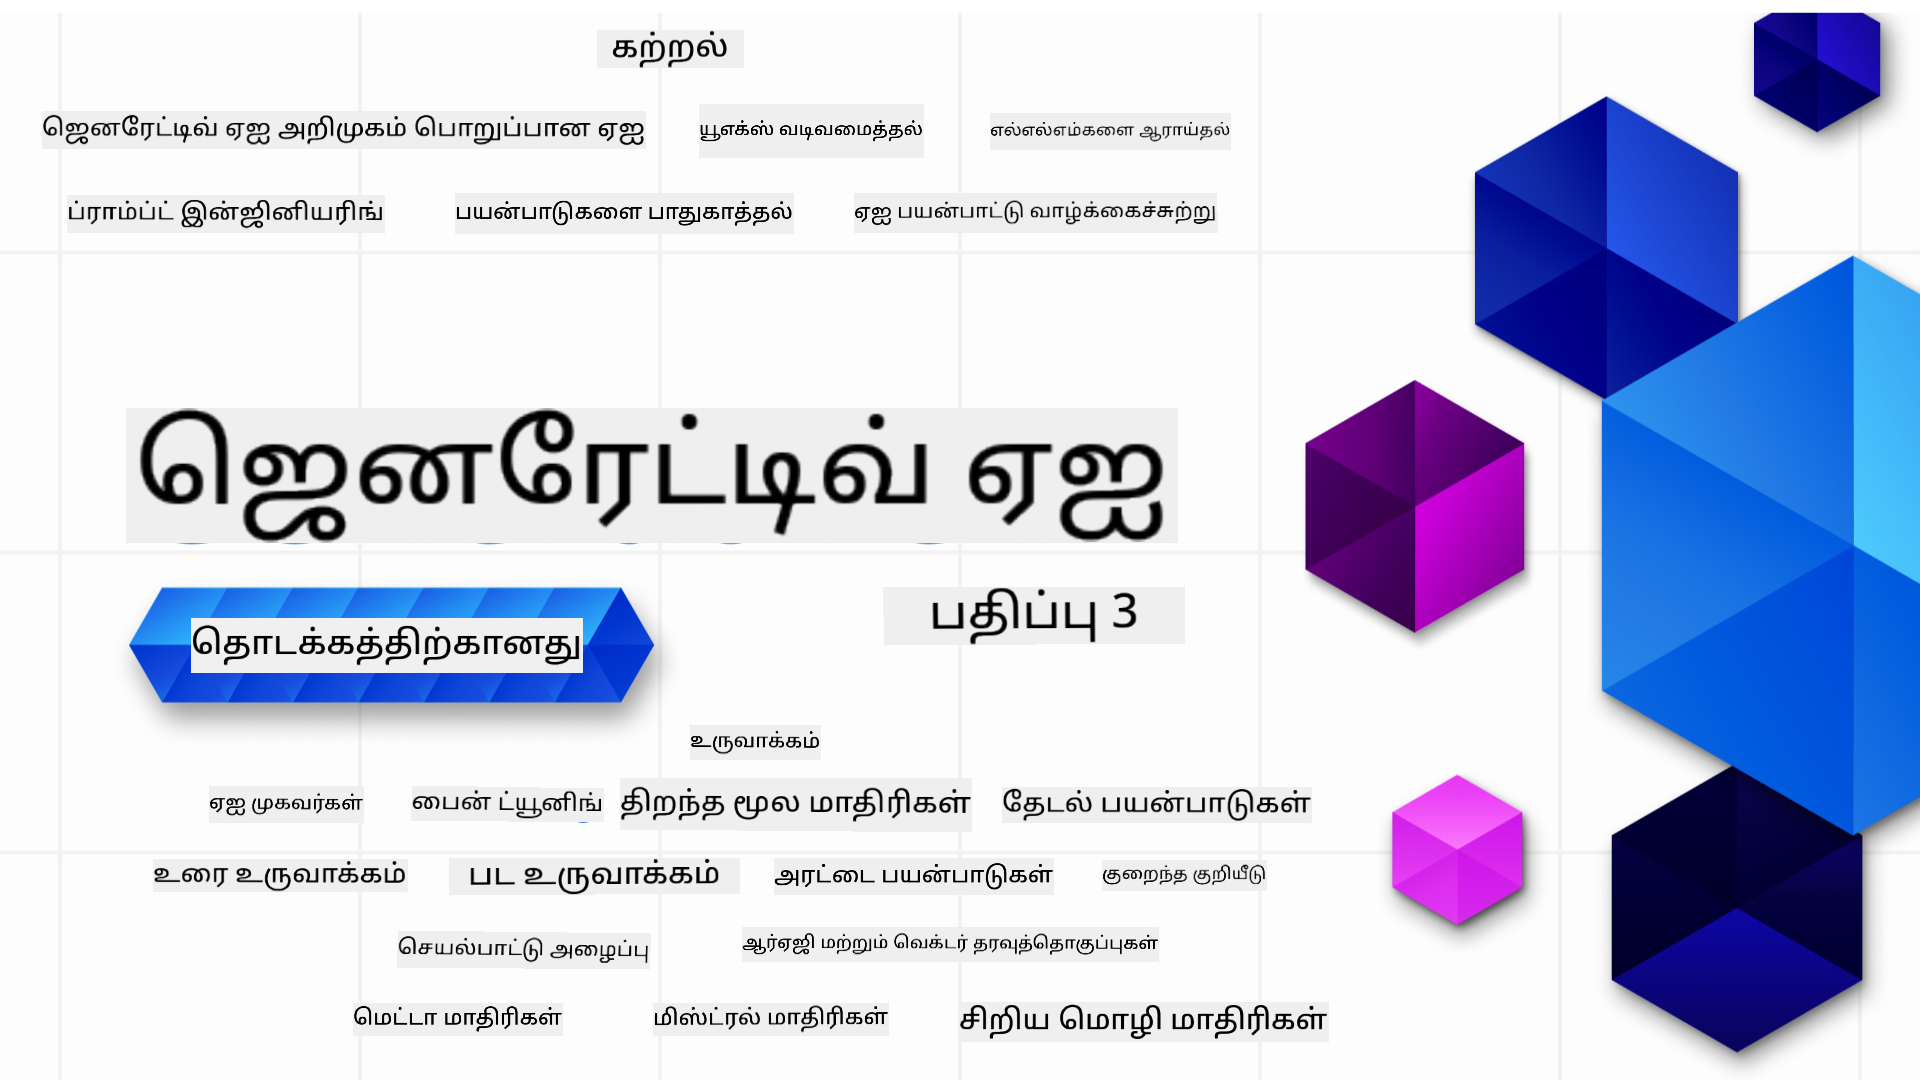 கற்றல்
ஜெனரேட்டிவ் ஏஐ அறிமுகம் பொறுப்பான ஏஐ யூஎக்ஸ் வடிவமைத்தல் எல்எல்எம்களை ஆராய்தல்
ப்ராம்ப்ட் இன்ஜினியரிங் பயன்பாடுகளை பாதுகாத்தல் ஏஐ பயன்பாட்டு வாழ்க்கைச்சுற்று
ஜெனரேட்டிவ் ஏஐ
தொடக்கத்திற்கானது பதிப்பு 3
உருவாக்கம்
ஏஐ முகவர்கள் பைன் ட்யூனிங் திறந்த மூல மாதிரிகள் தேடல் பயன்பாடுகள்
உரை உருவாக்கம் பட உருவாக்கம் அரட்டை பயன்பாடுகள் குறைந்த குறியீடு
செயல்பாட்டு அழைப்பு ஆர்ஏஜி மற்றும் வெக்டர் தரவுத்தொகுப்புகள்
மெட்டா மாதிரிகள் மிஸ்ட்ரல் மாதிரிகள் சிறிய மொழி மாதிரிகள்